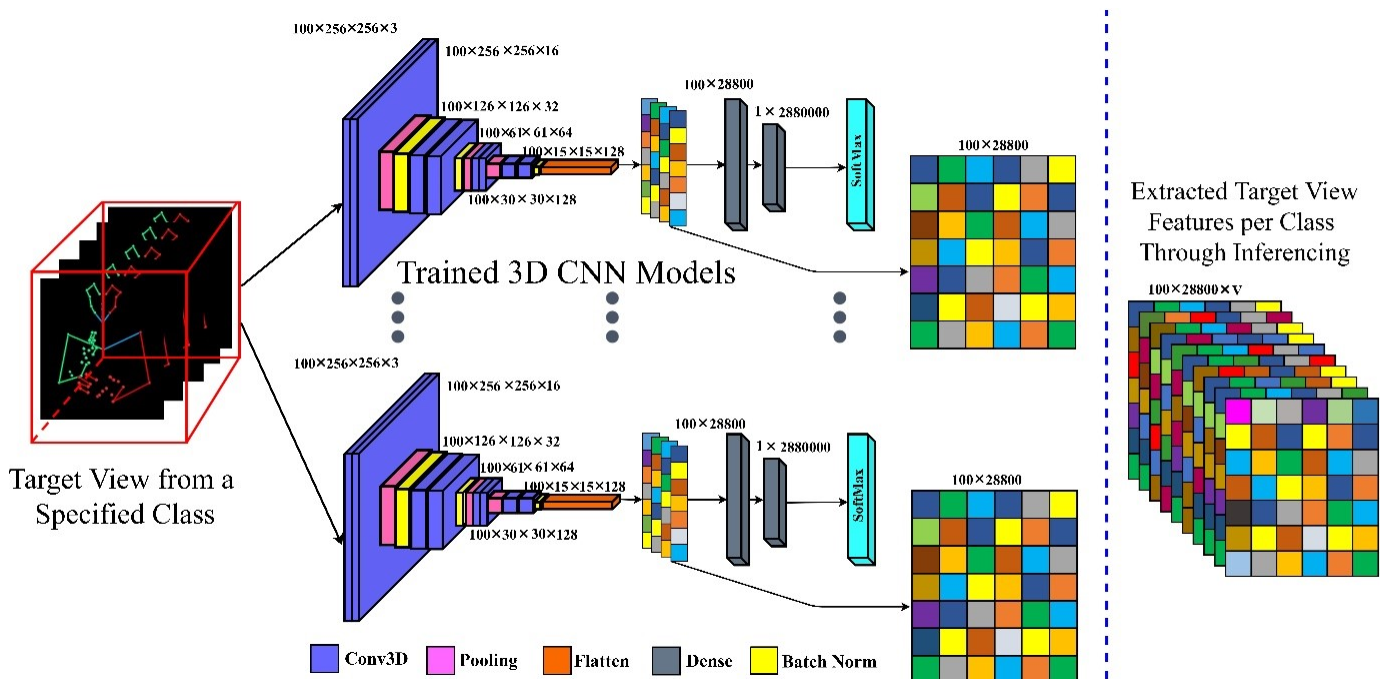 100×256×256×3
100×256×256×16
100×126×126×32
100×61×61×64
100×15×15×128
100×30×30×128
100×28800
1×2880000
SoftMax
100×28800
Trained 3D CNN Models
Target View from a
Specified Class
100×256×256×3
100×256×256×16
100×126×126×32
100×61×61×64
100×15×15×128
100×30×30×128
100×28800
1×2880000
SoftMax
100×28800
Conv3D
Pooling
Flatten
Dense
Batch Norm
Extracted Target View
Features per Class
Through Inferencing
100×28800×V